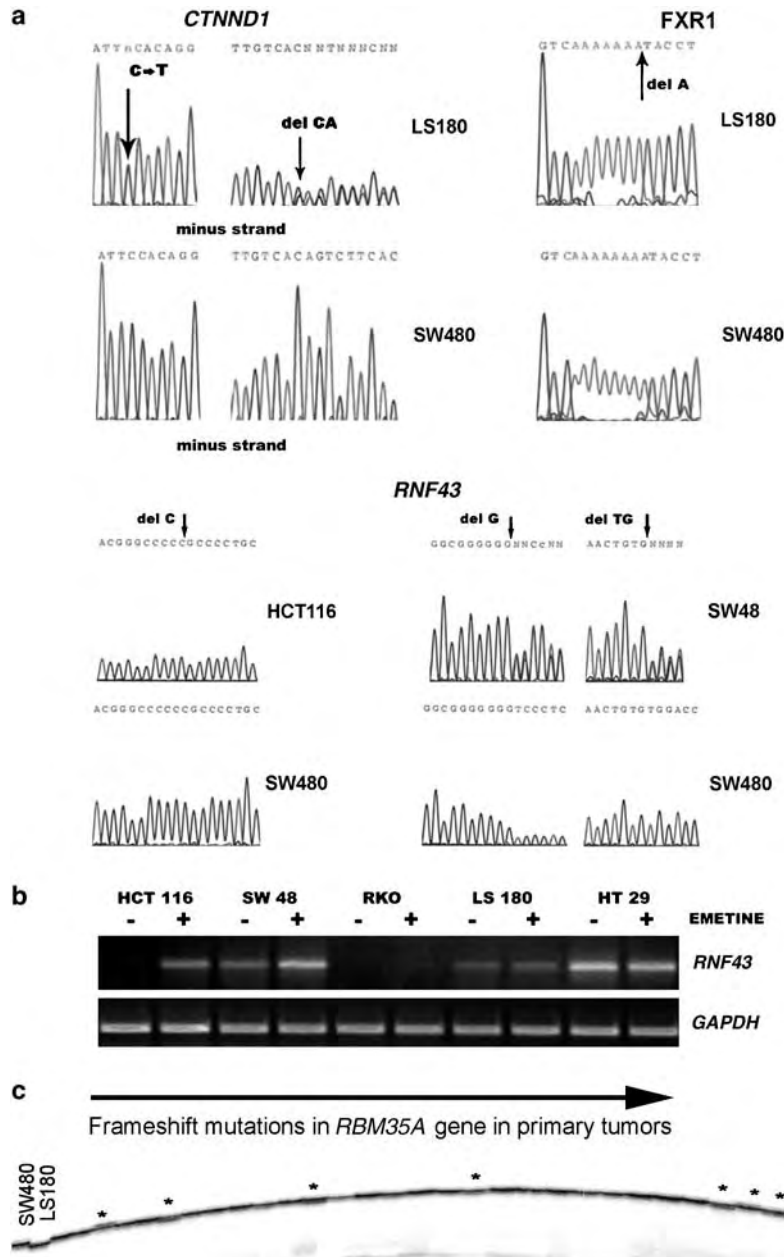 a
CTNND1
FXR1
ATTnCACAGG TTGTCACNNTNNNCNN GTCAAAAAAATACCT
C→T
del CA
del A
LS180
LS180
minus strand
ATTCCACAGG TTGTCACAGTCTTCAC GTCAAAAAAATACCT
SW480
SW480
minus strand
RNF43
del C
del G
del TG
ACGGGCCCCCGCCCCTGC GGCGGGGGGNNCcNN AACTGTGNNNN
HCT116
SW48
ACGGGCCCCCCGCCCCTGC GGCGGGGGGGTCCCTC AACTGTGTGGACC
SW480
SW480
b
HCT 116 SW 48 RKO LS 180 HT 29
- + - + - + - + - + EMETINE
RNF43
GAPDH
c
Frameshift mutations in RBM35A gene in primary tumors
SW480
LS180
* * * * * * *